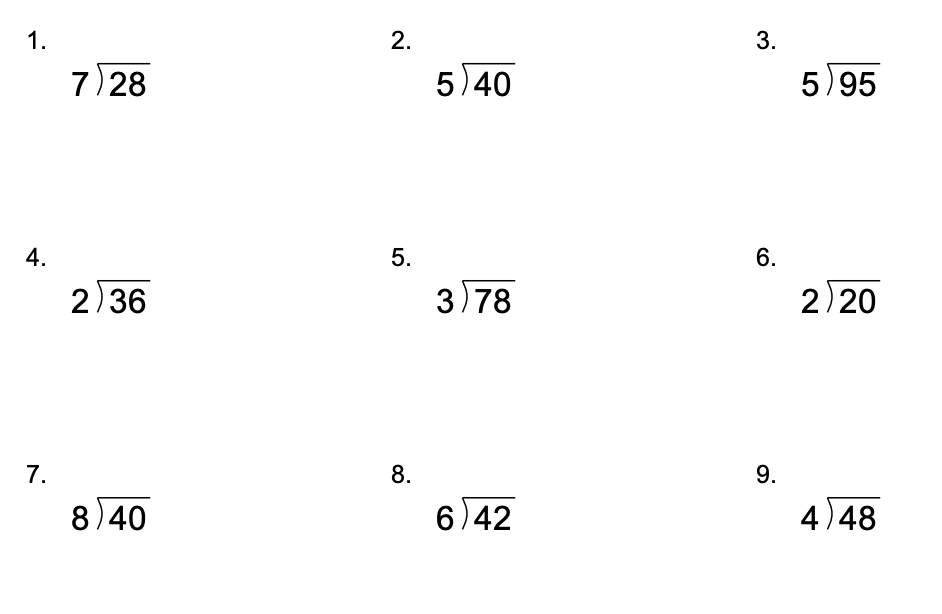 1. 2. 3.
7)28 5)40 5)95
4. 5. 6.
2)36 3)78 2)20
7. 8. 9.
8)40 6)42 4)48